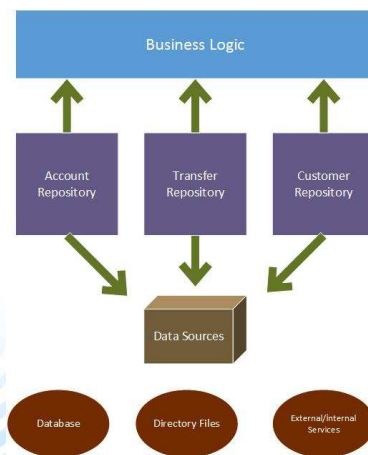 Business Logic
Account
Repository
Transfer
Repository
Customer
Repository
Data Sources
Database
Directory Files
External/Internal
Services